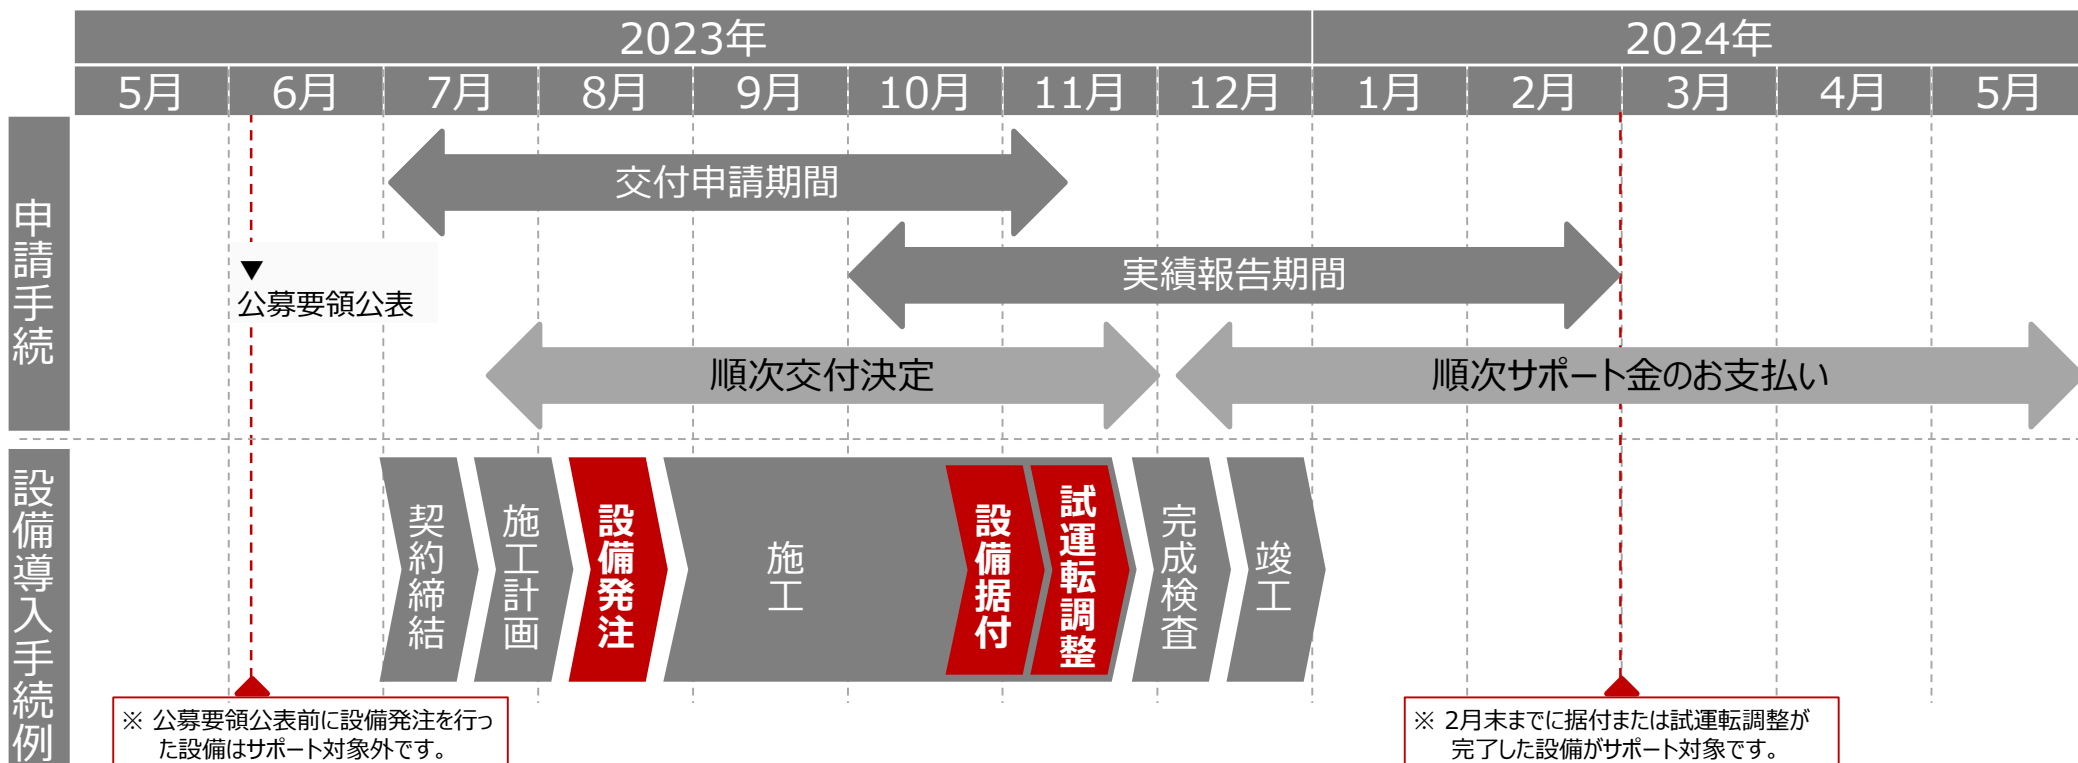 2023年
2024年
5月
6月
7月
8月
9月
10月
11月
12月
1月
2月
3月
4月
5月
申請手続
交付申請期間
▼
公募要領公表
実績報告期間
順次交付決定
順次サポート金のお支払い
設備導入手続例
契約締結
施工計画
設備発注
施工
設備据付
試運転調整
完成検査
竣工
※ 公募要領公表前に設備発注を行っ
た設備はサポート対象外です。
※ 2月末までに据付または試運転調整が
完了した設備がサポート対象です。